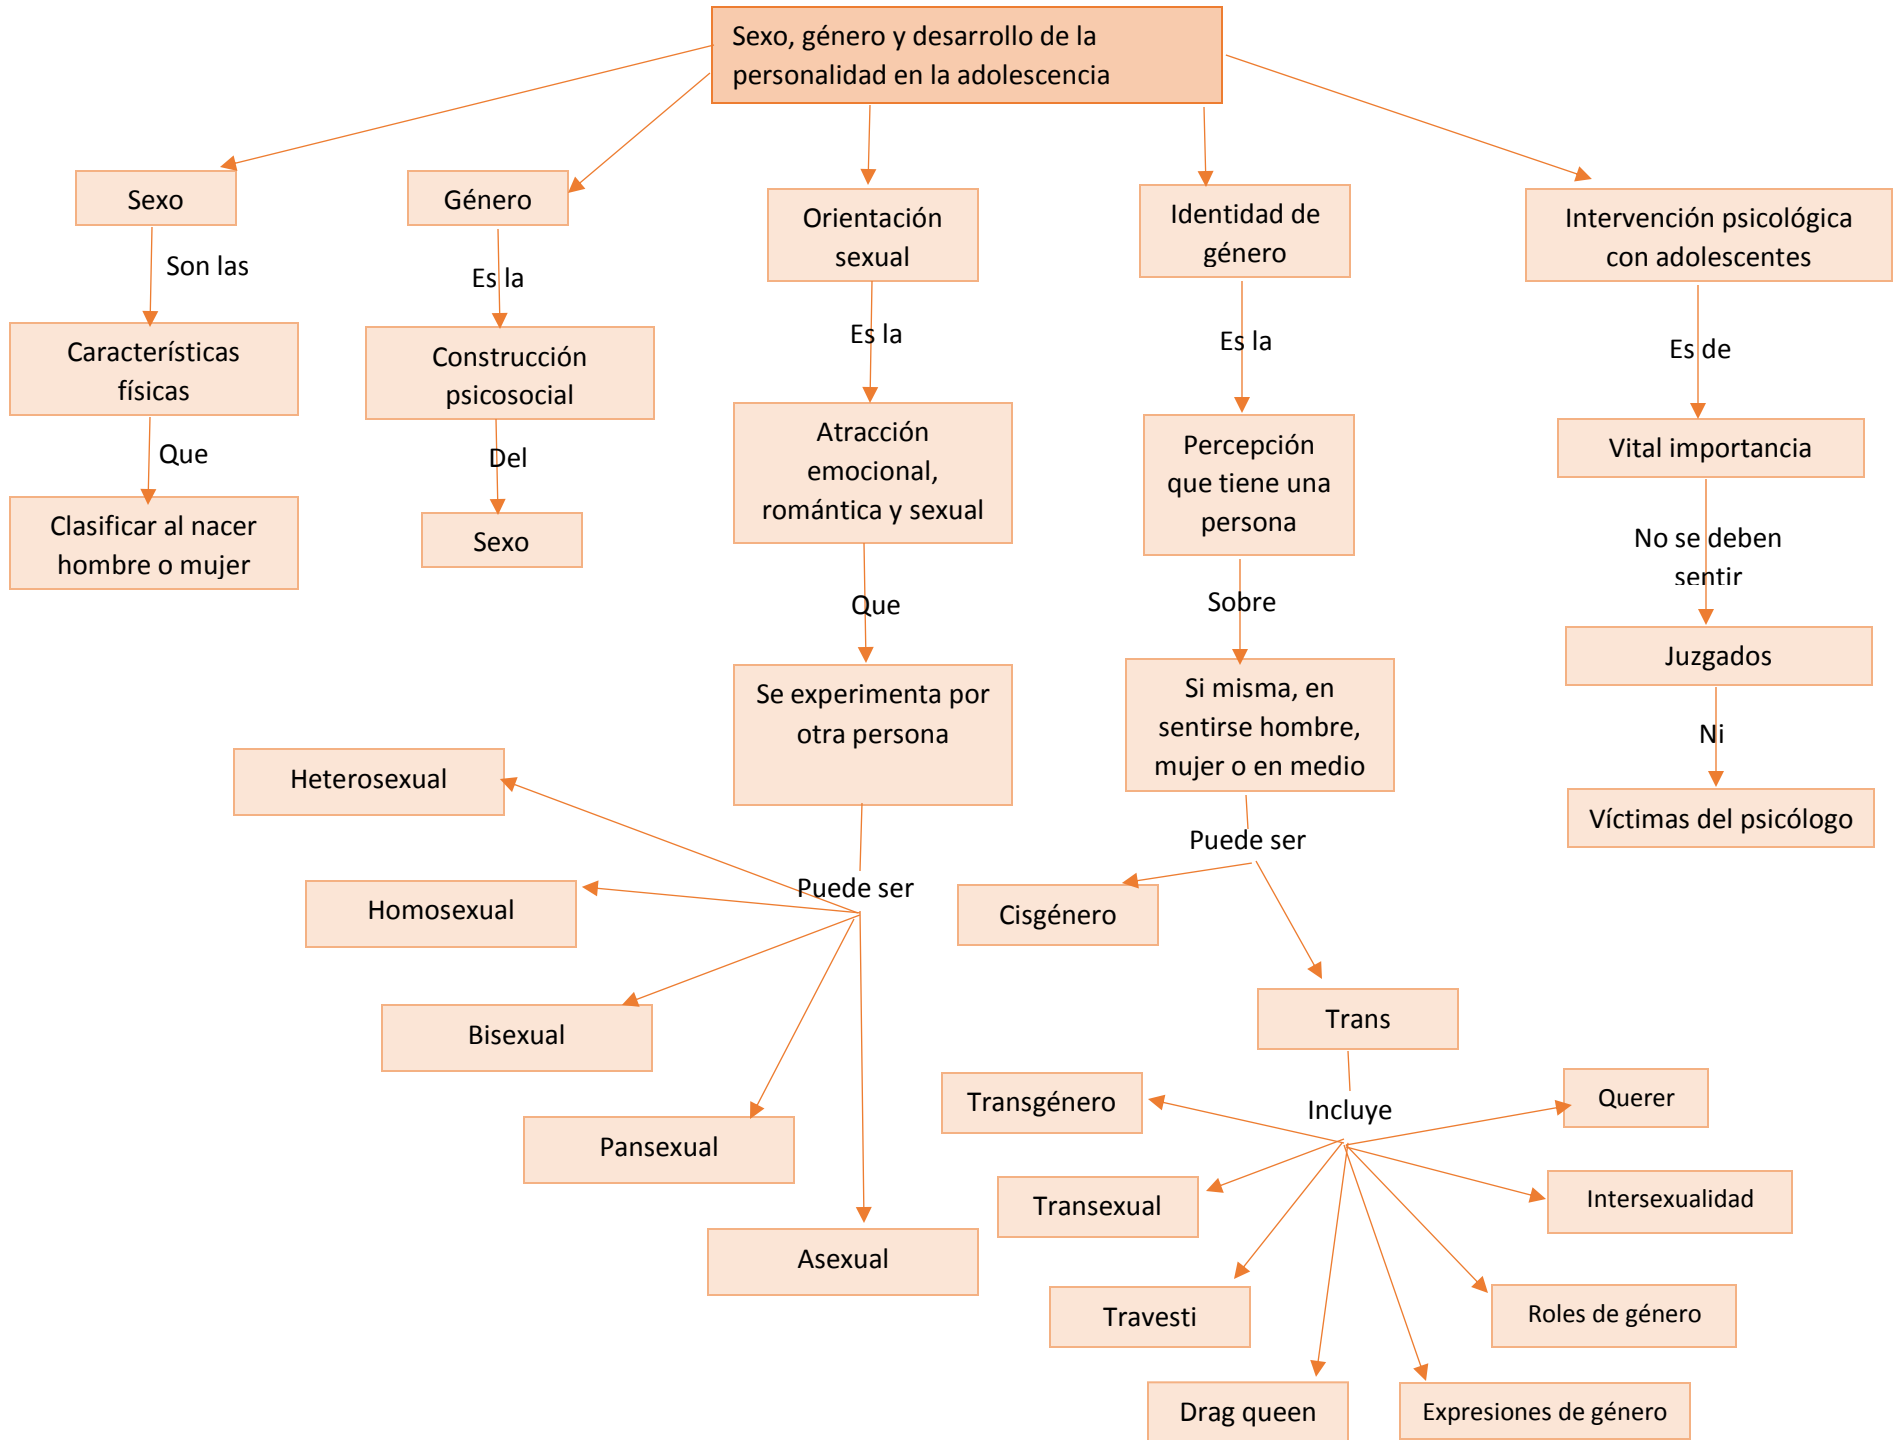 Sexo, género y desarrollo de la
personalidad en la adolescencia
Sexo
Género
Orientación
sexual
Identidad de
género
Intervención psicológica
con adolescentes
Son las
Es la
Es la
Es la
Es de
Características
físicas
Construcción
psicosocial
Atracción
emocional,
romántica y sexual
Percepción
que tiene una
persona
Vital importancia
Que
Del
Que
Sobre
No se deben
sentir
Clasificar al nacer
hombre o mujer
Sexo
Se experimenta por
otra persona
Si misma, en
sentirse hombre,
mujer o en medio
Juzgados
Ni
Víctimas del psicólogo
Puede ser
Heterosexual
Homosexual
Bisexual
Pansexual
Asexual
Puede ser
Cisgénero
Trans
Incluye
Transgénero
Transexual
Travesti
Drag queen
Expresiones de género
Roles de género
Intersexualidad
Querer